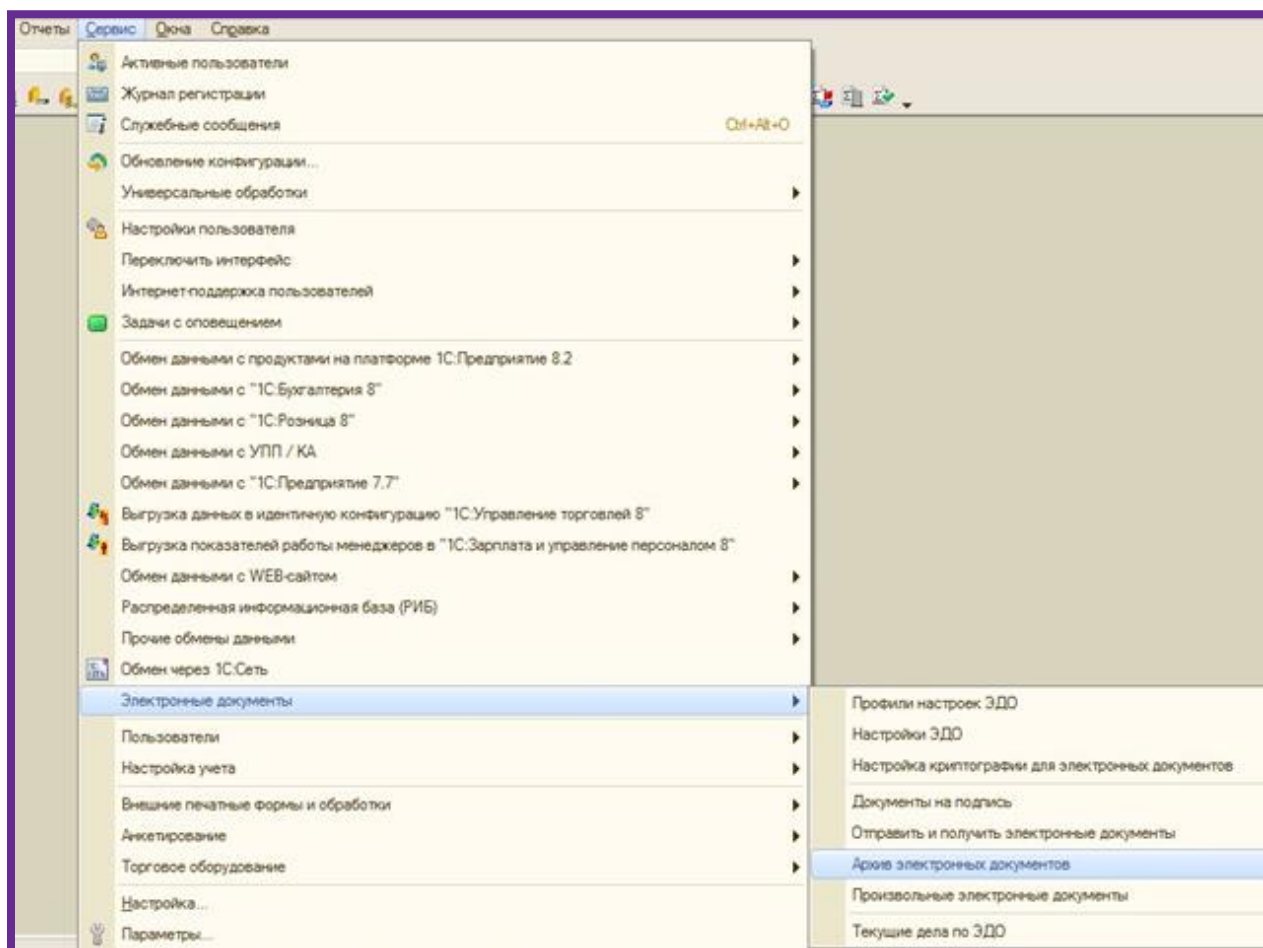 Отчеты Сервис Окна Справка
Активные пользователи
Журнал регистрации
Служебные сообщения Ctrl+Alt+O
Обновление конфигурации...
Универсальные обработки
Настройки пользователя
Переключить интерфейс
Интернет-поддержка пользователей
Задачи с оповещением
Обмен данными с продуктами на платформе 1С:Предприятие 8.2
Обмен данными с "1С:Бухгалтерия 8"
Обмен данными с "1С:Розница 8"
Обмен данными с УПП / КА
Обмен данными с "1С:Предприятие 7.7"
Выгрузка данных в идентичную конфигурацию "1С:Управление торговлей 8"
Выгрузка показателей работы менеджеров в "1С:Зарплата и управление персоналом 8"
Обмен данными с WEB-сайтом
Распределенная информационная база (РИБ)
Прочие обмены данными
Обмен через 1С:Сеть
Электронные документы
Пользователи
Настройка учета
Внешние печатные формы и обработки
Анкетирование
Торговое оборудование
Настройка...
Параметры...
Профили настроек ЭДО
Настройки ЭДО
Настройка криптографии для электронных документов
Документы на подпись
Отправить и получить электронные документы
Архив электронных документов
Произвольные электронные документы
Текущие дела по ЭДО